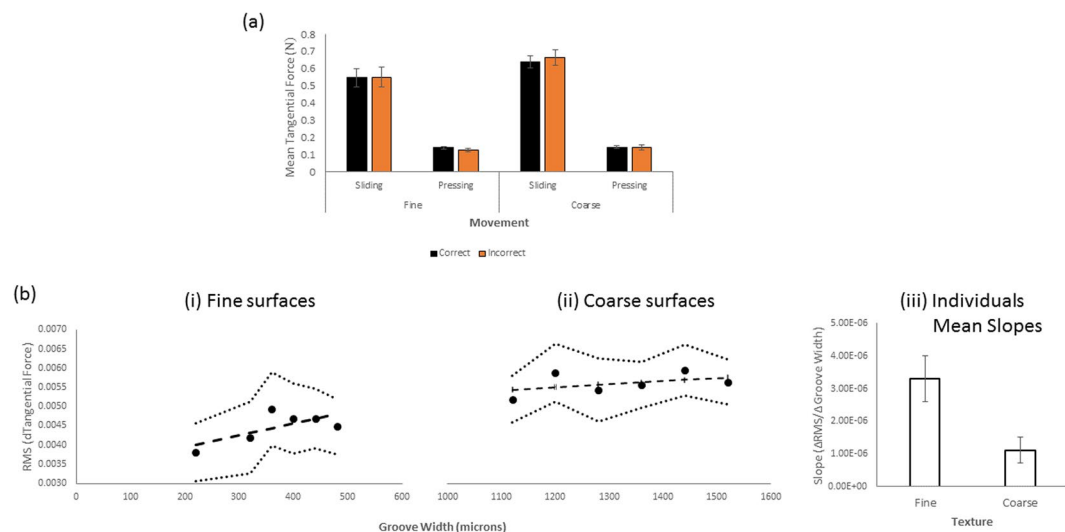 (a)
Mean Tangential Force (N)
0.8
0.7
0.6
0.5
0.4
0.3
0.2
0.1
0
Sliding Pressing Sliding Pressing
Fine Coarse
Movement
Correct Incorrect
(b)
(i) Fine surfaces
(ii) Coarse surfaces
(iii) Individuals
Mean Slopes
RMS (dTangential Force)
0.0070
0.0065
0.0060
0.0055
0.0050
0.0045
0.0040
0.0035
0.0030
0 100 200 300 400 500 600
1000 1100 1200 1300 1400 1500 1600
Groove Width (microns)
Slope (ΔRMS/Δ Groove Width)
5.00E-06
4.00E-06
3.00E-06
2.00E-06
1.00E-06
0.00E+00
Fine Coarse
Texture